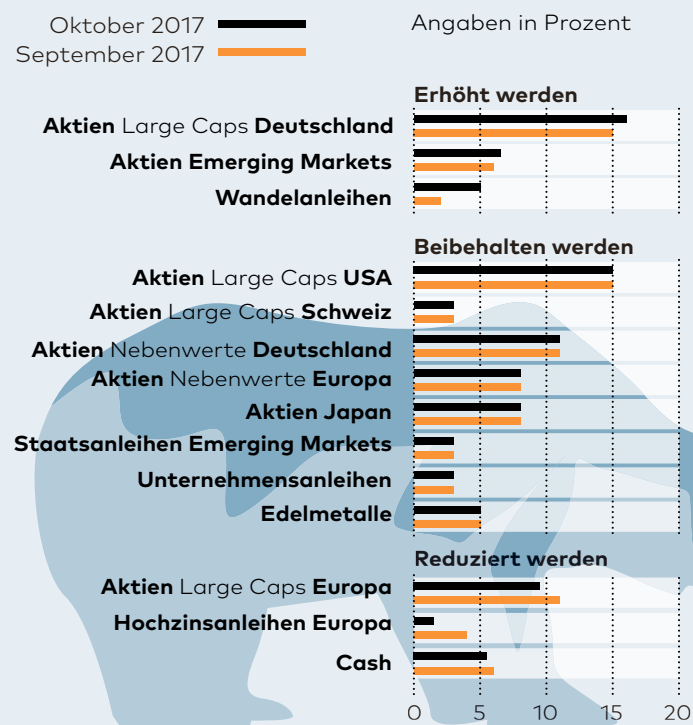 Oktober 2017
Angaben in Prozent
September 2017
Erhöht werden
Aktien Large Caps Deutschland
Aktien Emerging Markets
Wandelanleihen
Beibehalten werden
Aktien Large Caps USA
Aktien Large Caps Schweiz
Aktien Nebenwerte Deutschland
Aktien Nebenwerte Europa
Aktien Japan
Staatsanleihen Emerging Markets
Unternehmensanleihen
Edelmetalle
Reduziert werden
Aktien Large Caps Europa
Hochzinsanleihen Europa
Cash
0 5 10 15 20